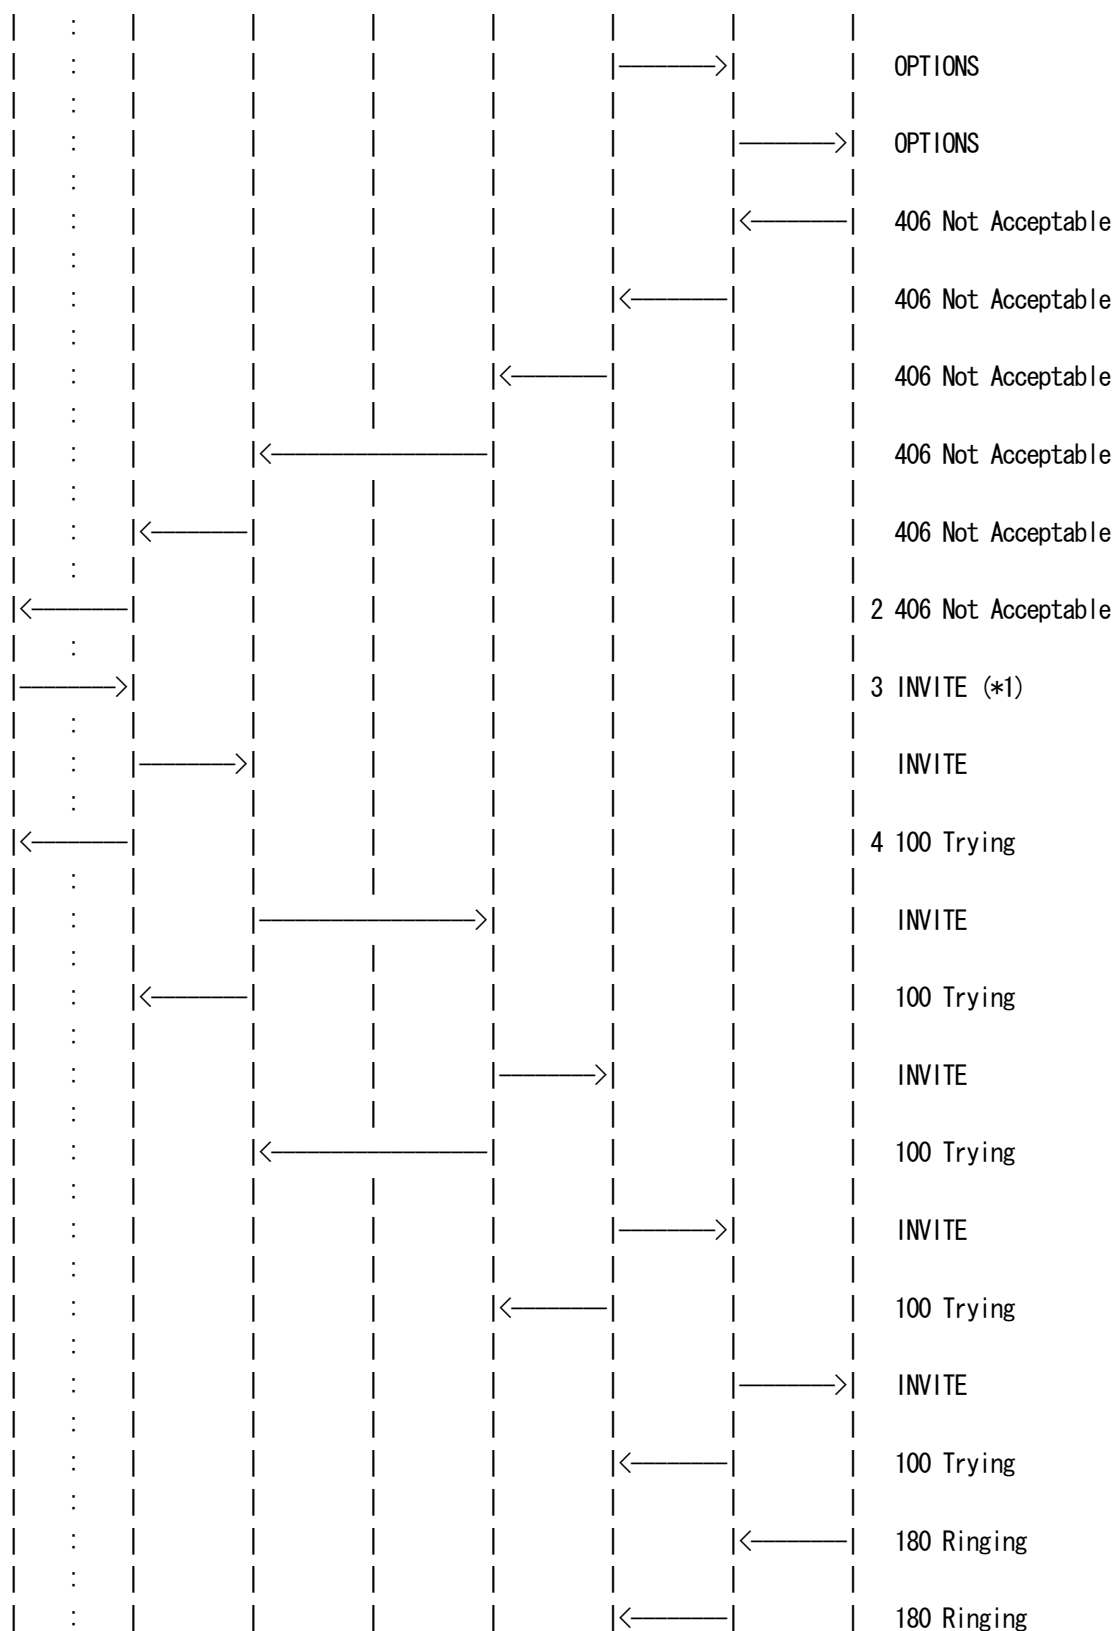 OPTIONS
OPTIONS
406 Not Acceptable
406 Not Acceptable
406 Not Acceptable
406 Not Acceptable
406 Not Acceptable
2 406 Not Acceptable
3 INVITE (*1)
INVITE
4 100 Trying
INVITE
100 Trying
INVITE
100 Trying
INVITE
100 Trying
INVITE
100 Trying
180 Ringing
180 Ringing